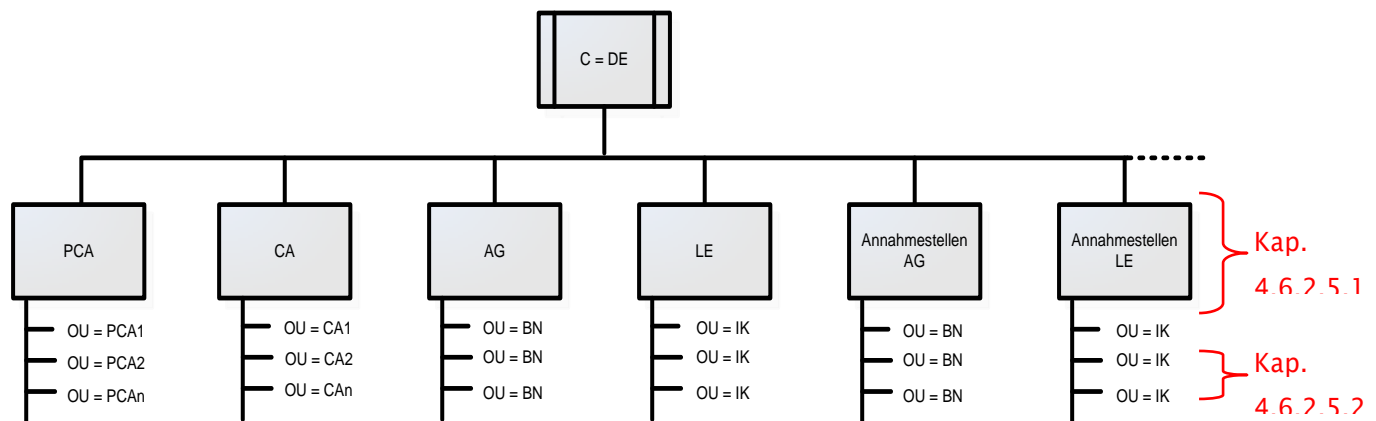 C = DE
PCA
CA
AG
LE
Annahmestellen
AG
Annahmestellen
LE
Kap.
4.6.2.5.1
OU = PCA1
OU = PCA2
OU = PCAn
OU = CA1
OU = CA2
OU = CAn
OU = BN
OU = BN
OU = BN
OU = IK
OU = IK
OU = IK
OU = BN
OU = BN
OU = BN
OU = IK
OU = IK
OU = IK
Kap.
4.6.2.5.2